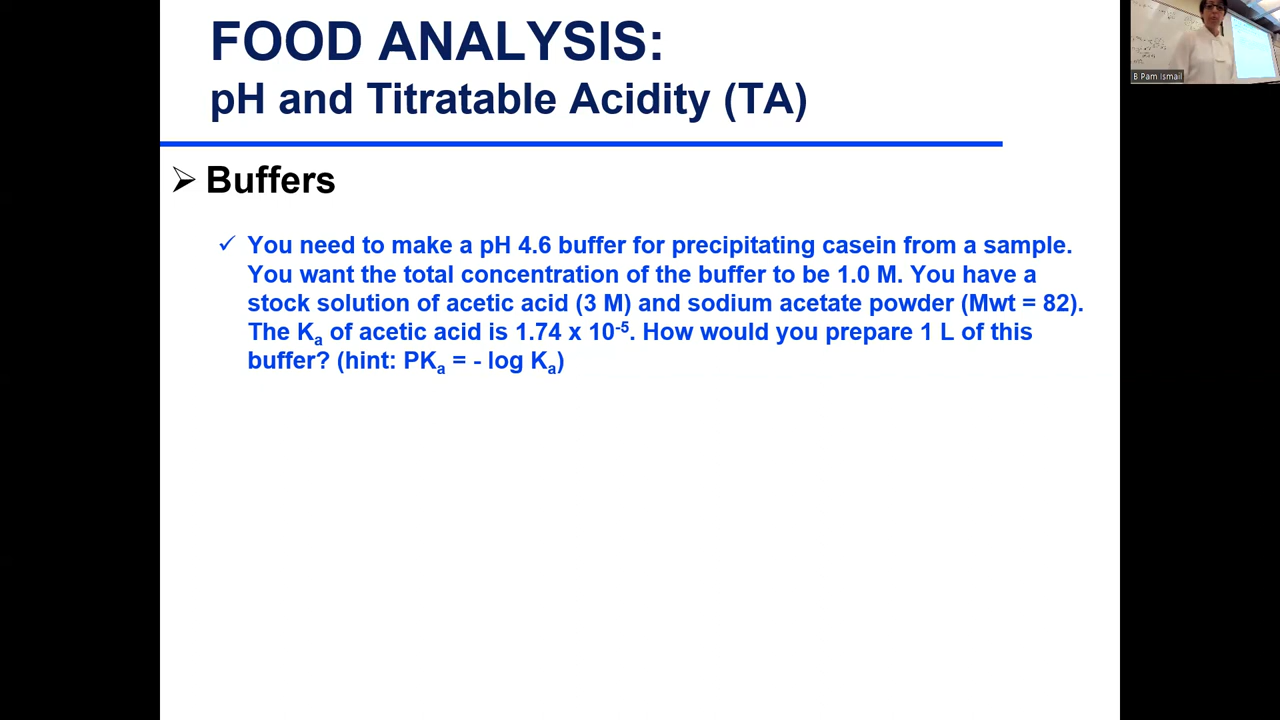 FOOD ANALYSIS:
pH and Titratable Acidity (TA)
➢ Buffers
✓ You need to make a pH 4.6 buffer for precipitating casein from a sample.
You want the total concentration of the buffer to be 1.0 M. You have a
stock solution of acetic acid (3 M) and sodium acetate powder (Mwt = 82).
The Kₐ of acetic acid is 1.74 x 10⁻⁵. How would you prepare 1 L of this
buffer? (hint: PKₐ = - log Kₐ)
B Pam Ismail